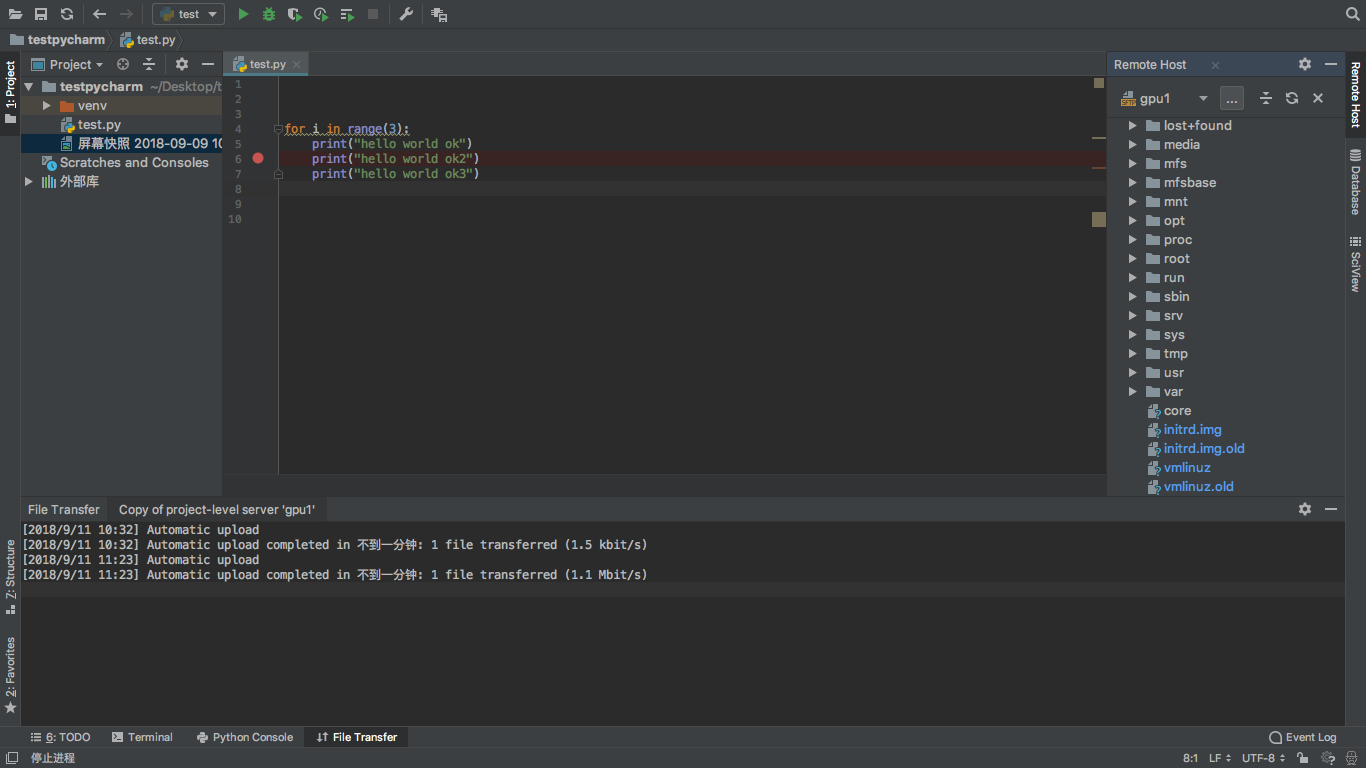 test
testpycharm
test.py
1: Project
Project
testpycharm ~/Desktop/t
venv
test.py
屏幕快照 2018-09-09 10
Scratches and Consoles
外部库
test.py
1
2
3
4
5
6
7
8
9
10
for i in range(3):
print("hello world ok")
print("hello world ok2")
print("hello world ok3")
Remote Host
gpu1
...
lost+found
media
mfs
mfsbase
mnt
opt
proc
root
run
sbin
srv
sys
tmp
usr
var
core
initrd.img
initrd.img.old
vmlinuz
vmlinuz.old
Remote Host
Database
SciView
File Transfer Copy of project-level server 'gpu1'
[2018/9/11 10:32] Automatic upload
[2018/9/11 10:32] Automatic upload completed in 不到一分钟: 1 file transferred (1.5 kbit/s)
[2018/9/11 11:23] Automatic upload
[2018/9/11 11:23] Automatic upload completed in 不到一分钟: 1 file transferred (1.1 Mbit/s)
Z: Structure
2: Favorites
6: TODO Terminal Python Console File Transfer Event Log
停止进程 8:1 LF UTF-8